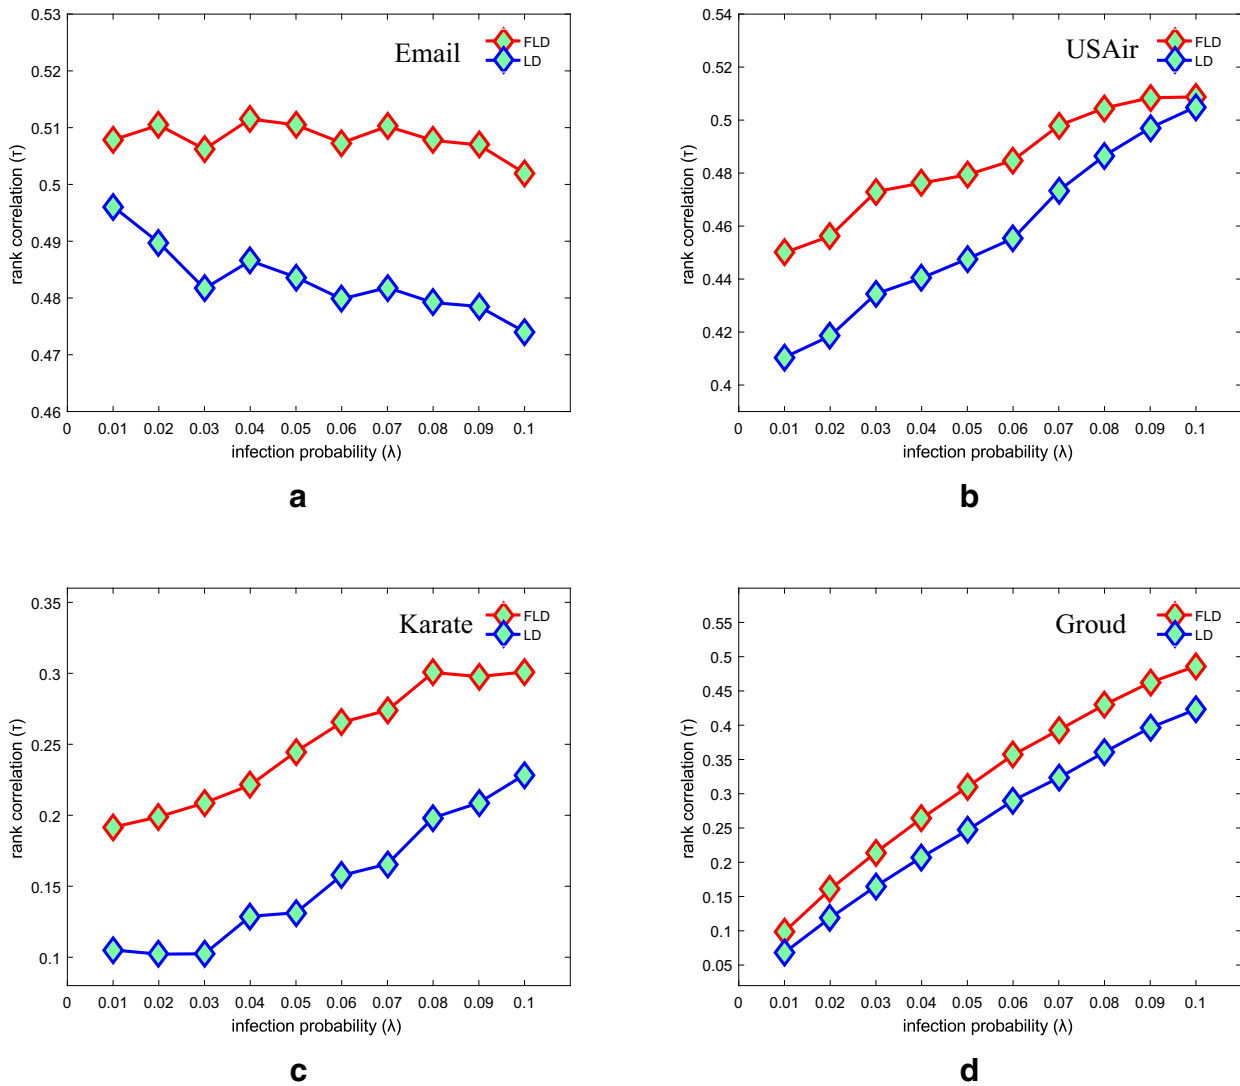 Email
FLD
LD
0.53
0.52
0.51
0.5
0.49
0.48
0.47
0.46
rank correlation (τ)
0 0.01 0.02 0.03 0.04 0.05 0.06 0.07 0.08 0.09 0.1
infection probability (λ)
a
USAir
FLD
LD
0.54
0.52
0.5
0.48
0.46
0.44
0.42
0.4
rank correlation (τ)
0 0.01 0.02 0.03 0.04 0.05 0.06 0.07 0.08 0.09 0.1
infection probability (λ)
b
Karate
FLD
LD
0.35
0.3
0.25
0.2
0.15
0.1
rank correlation (τ)
0 0.01 0.02 0.03 0.04 0.05 0.06 0.07 0.08 0.09 0.1
infection probability (λ)
c
Groud
FLD
LD
0.55
0.5
0.45
0.4
0.35
0.3
0.25
0.2
0.15
0.1
0.05
rank correlation (τ)
0 0.01 0.02 0.03 0.04 0.05 0.06 0.07 0.08 0.09 0.1
infection probability (λ)
d